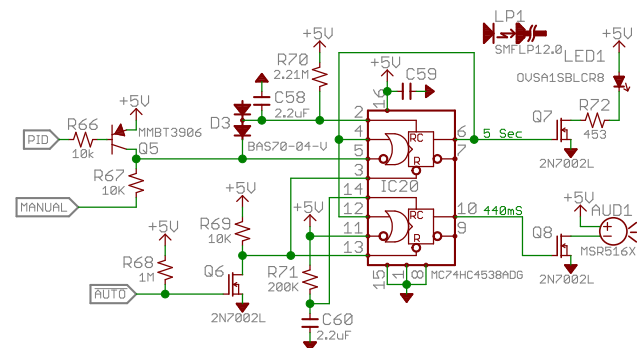 LP1
SMFLP12.0
+5V
LED1
OVSA1SBLCR8
+5V
R70
2.21M
+5V
C59
C58
2.2uF
16
+5V
D3
BAS70-04-V
R66
10k
PID
MMBT3906
Q5
R67
10K
MANUAL
2
4
5
3
14
12
11
13
RC
R
IC20
RC
R
6
7
10
9
15
1
8
MC74HC4538ADG
5 Sec
440mS
Q7
R72
453
2N7002L
+5V
AUD1
MSR516X
Q8
2N7002L
+5V
R69
10K
+5V
R68
1M
AUTO
Q6
2N7002L
+5V
R71
200K
C60
2.2uF